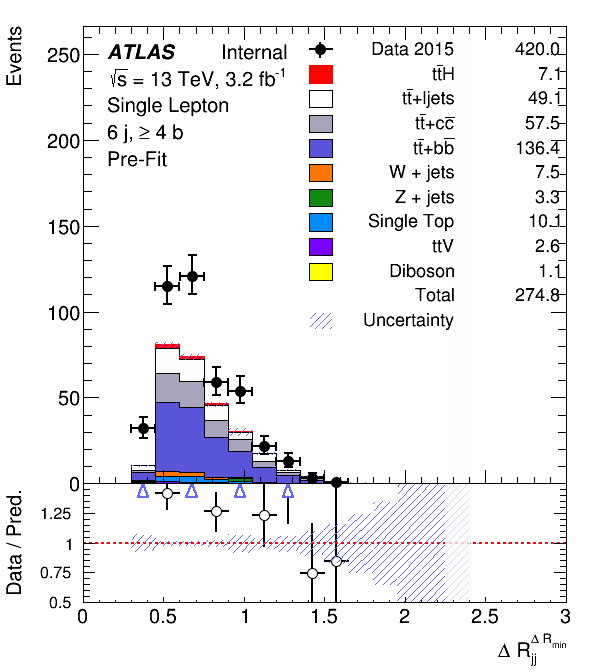 Events
250
200
150
100
50
0
ATLAS Internal
√s = 13 TeV, 3.2 fb⁻¹
Single Lepton
6 j, ≥ 4 b
Pre-Fit
Data 2015 420.0
tt̄H 7.1
tt̄+ljets 49.1
tt̄+cc̄ 57.5
tt̄+bb̄ 136.4
W + jets 7.5
Z + jets 3.3
Single Top 10.1
ttV 2.6
Diboson 1.1
Total 274.8
Uncertainty
Data / Pred.
1.25
1
0.75
0.5
0 0.5 1 1.5 2 2.5 3
Δ R_jj^Δ R_min